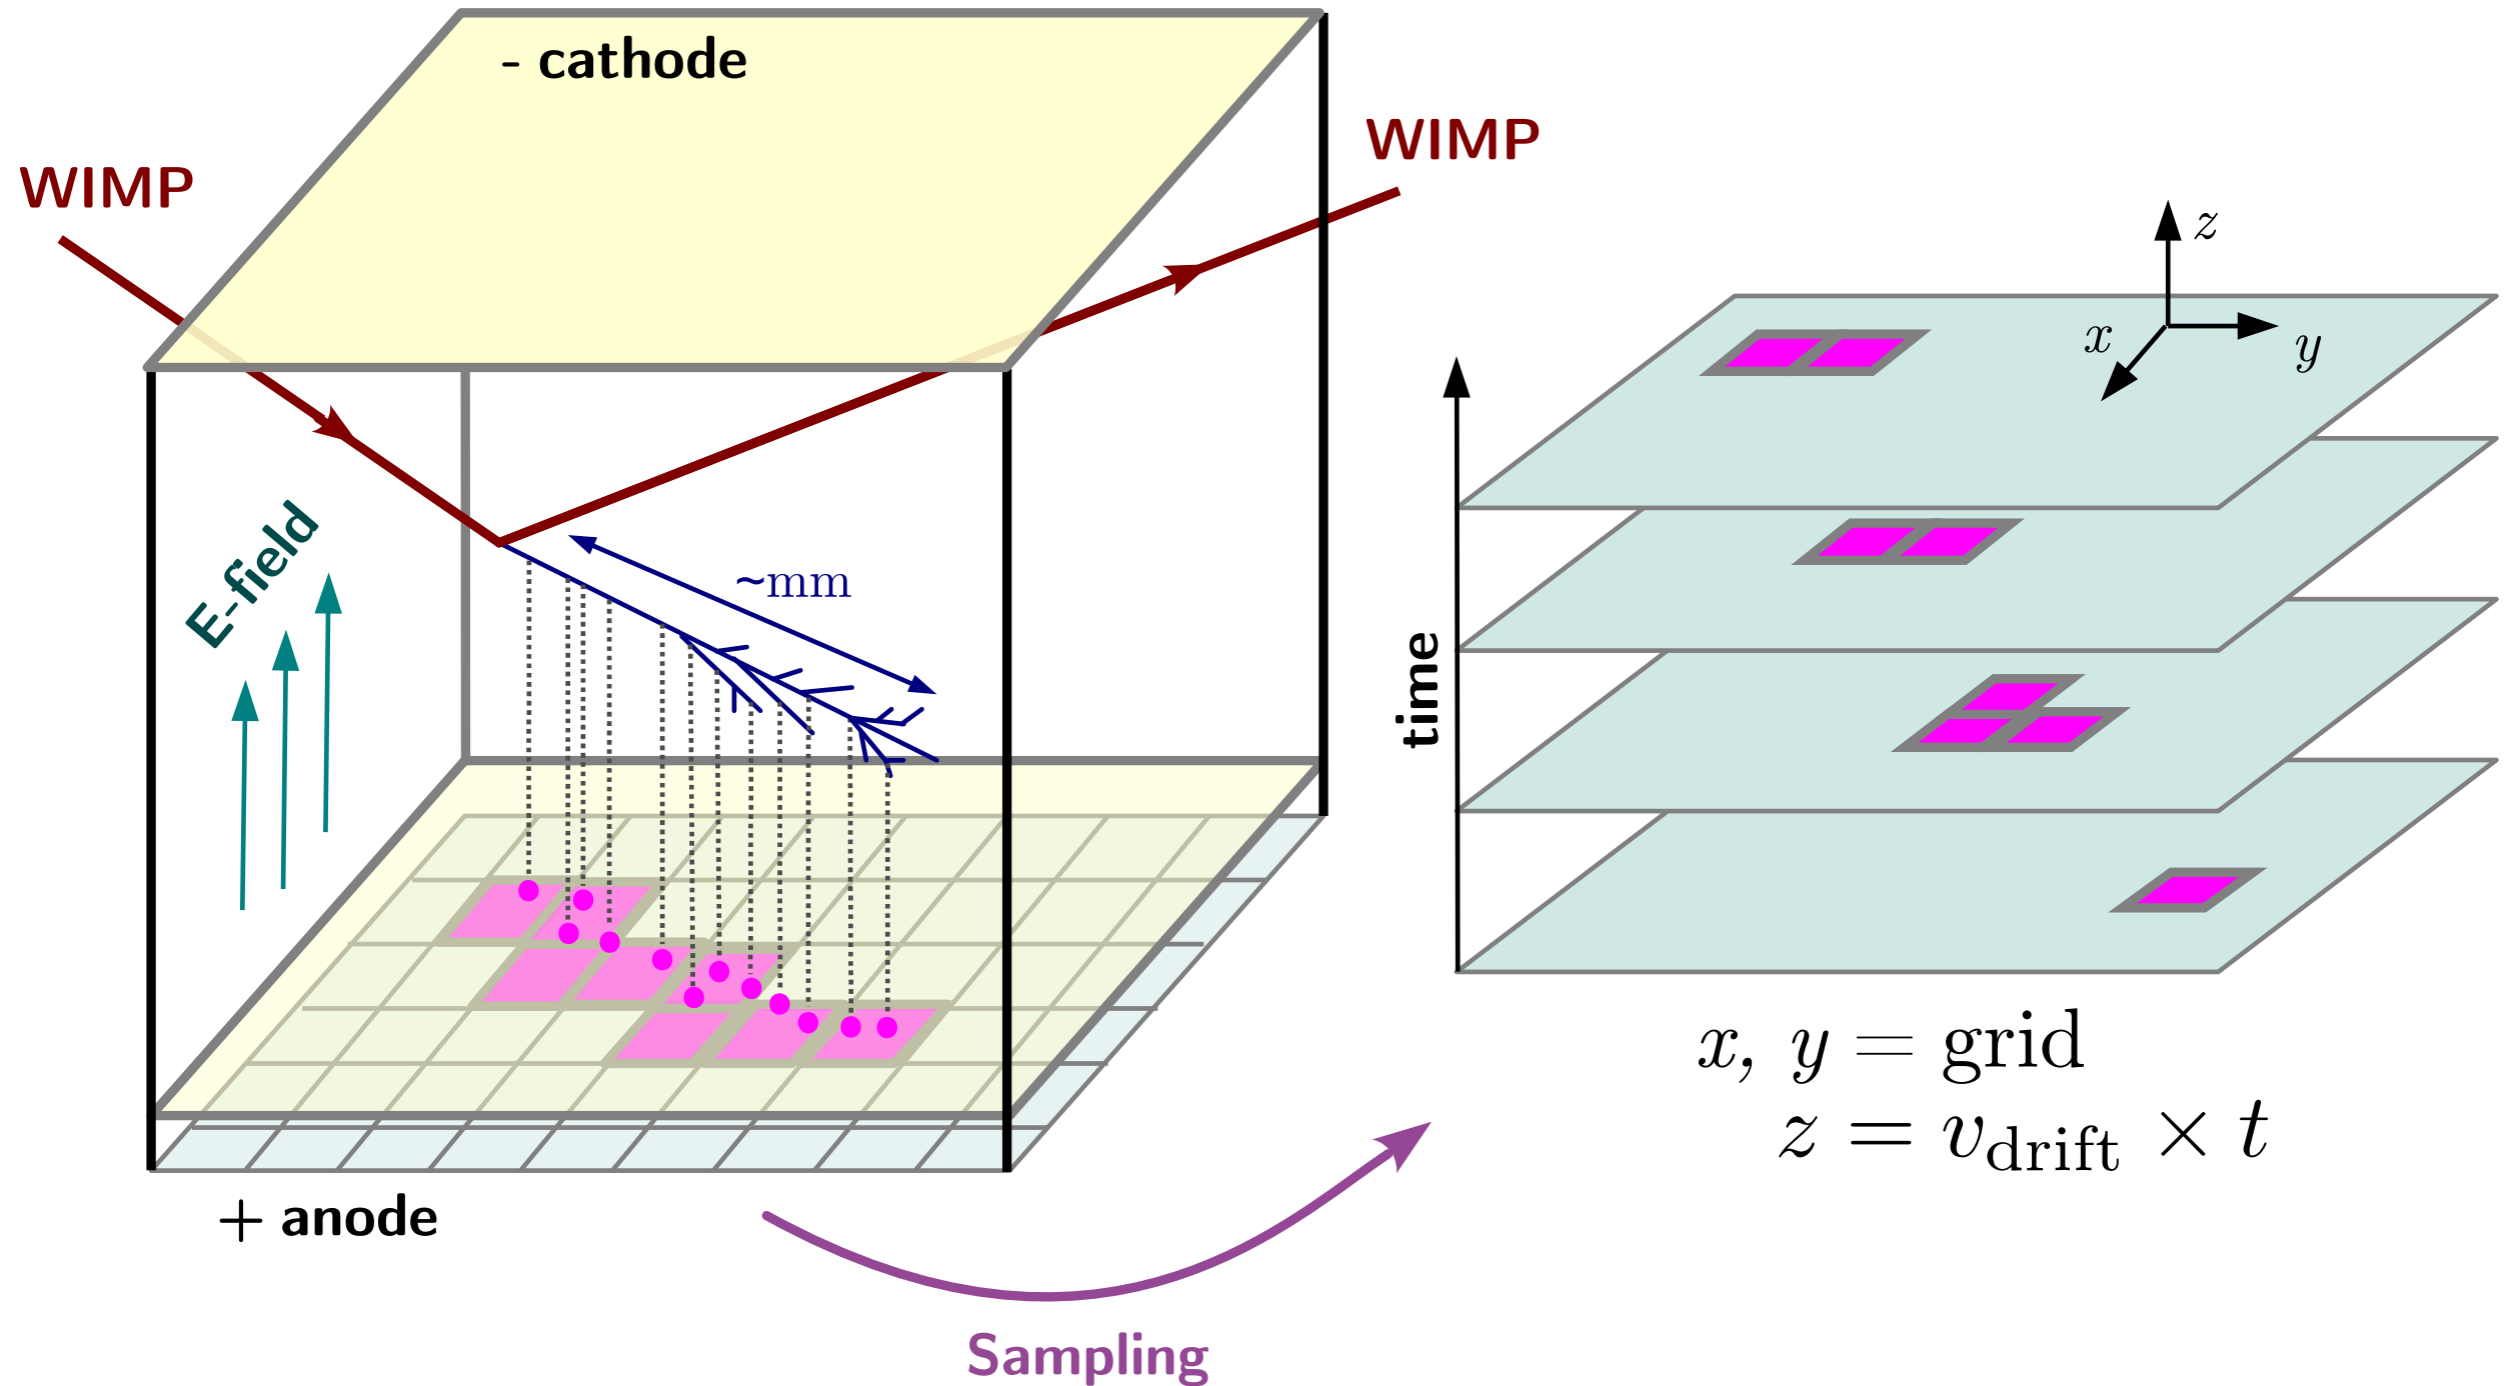 - cathode
WIMP
WIMP
E-field
~mm
+ anode
Sampling
time
z
x
y
x, y = grid
z = v_drift × t